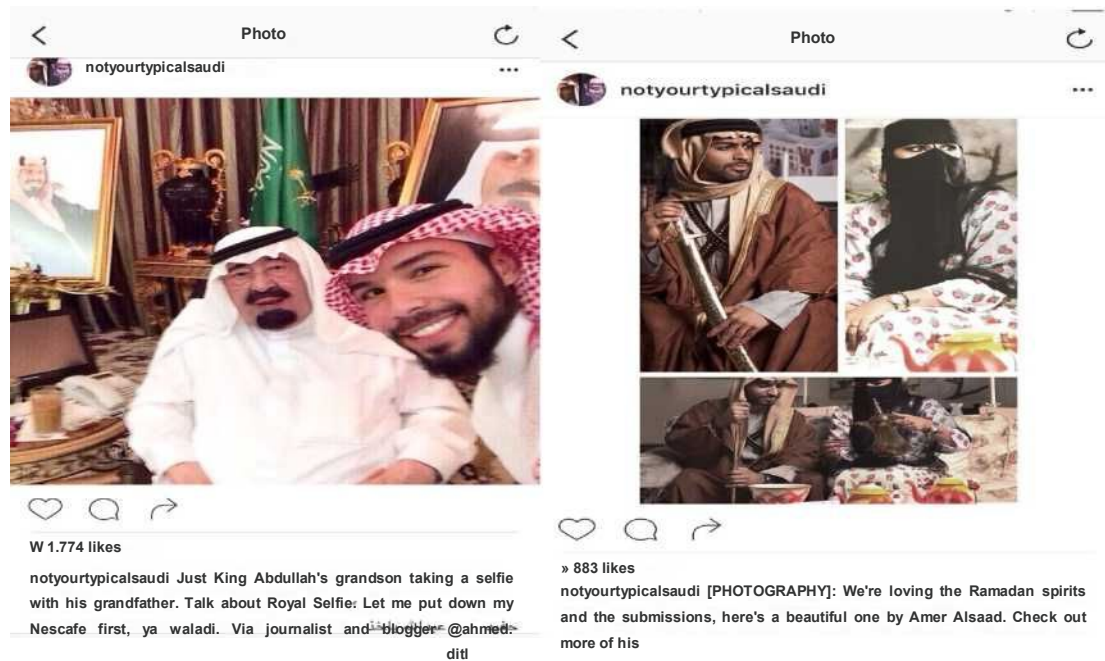 Photo
notyourtypicalsaudi
W 1.774 likes
notyourtypicalsaudi Just King Abdullah's grandson taking a selfie
with his grandfather. Talk about Royal Selfie. Let me put down my
Nescafe first, ya waladi. Via journalist and blogger @ahmed.
ditl
Photo
notyourtypicalsaudi
» 883 likes
notyourtypicalsaudi [PHOTOGRAPHY]: We're loving the Ramadan spirits
and the submissions, here's a beautiful one by Amer Alsaad. Check out
more of his